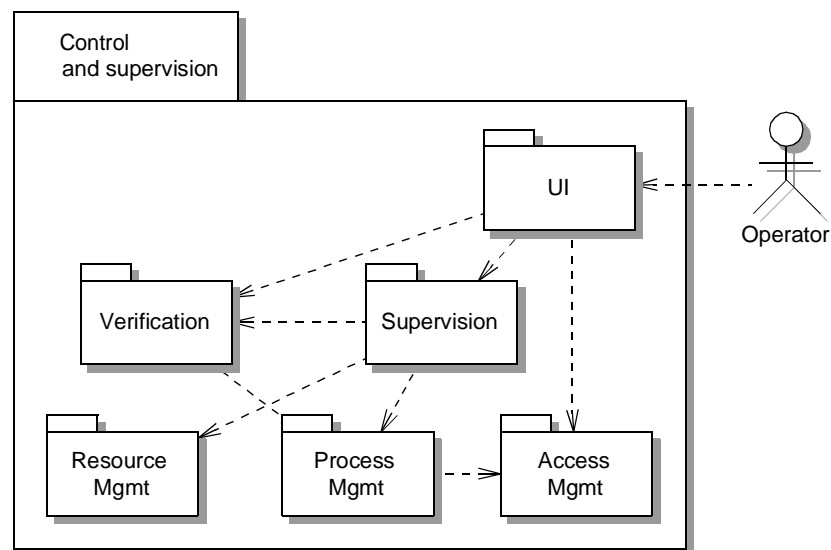 Control
and supervision
UI
Operator
Verification
Supervision
Resource
Mgmt
Process
Mgmt
Access
Mgmt